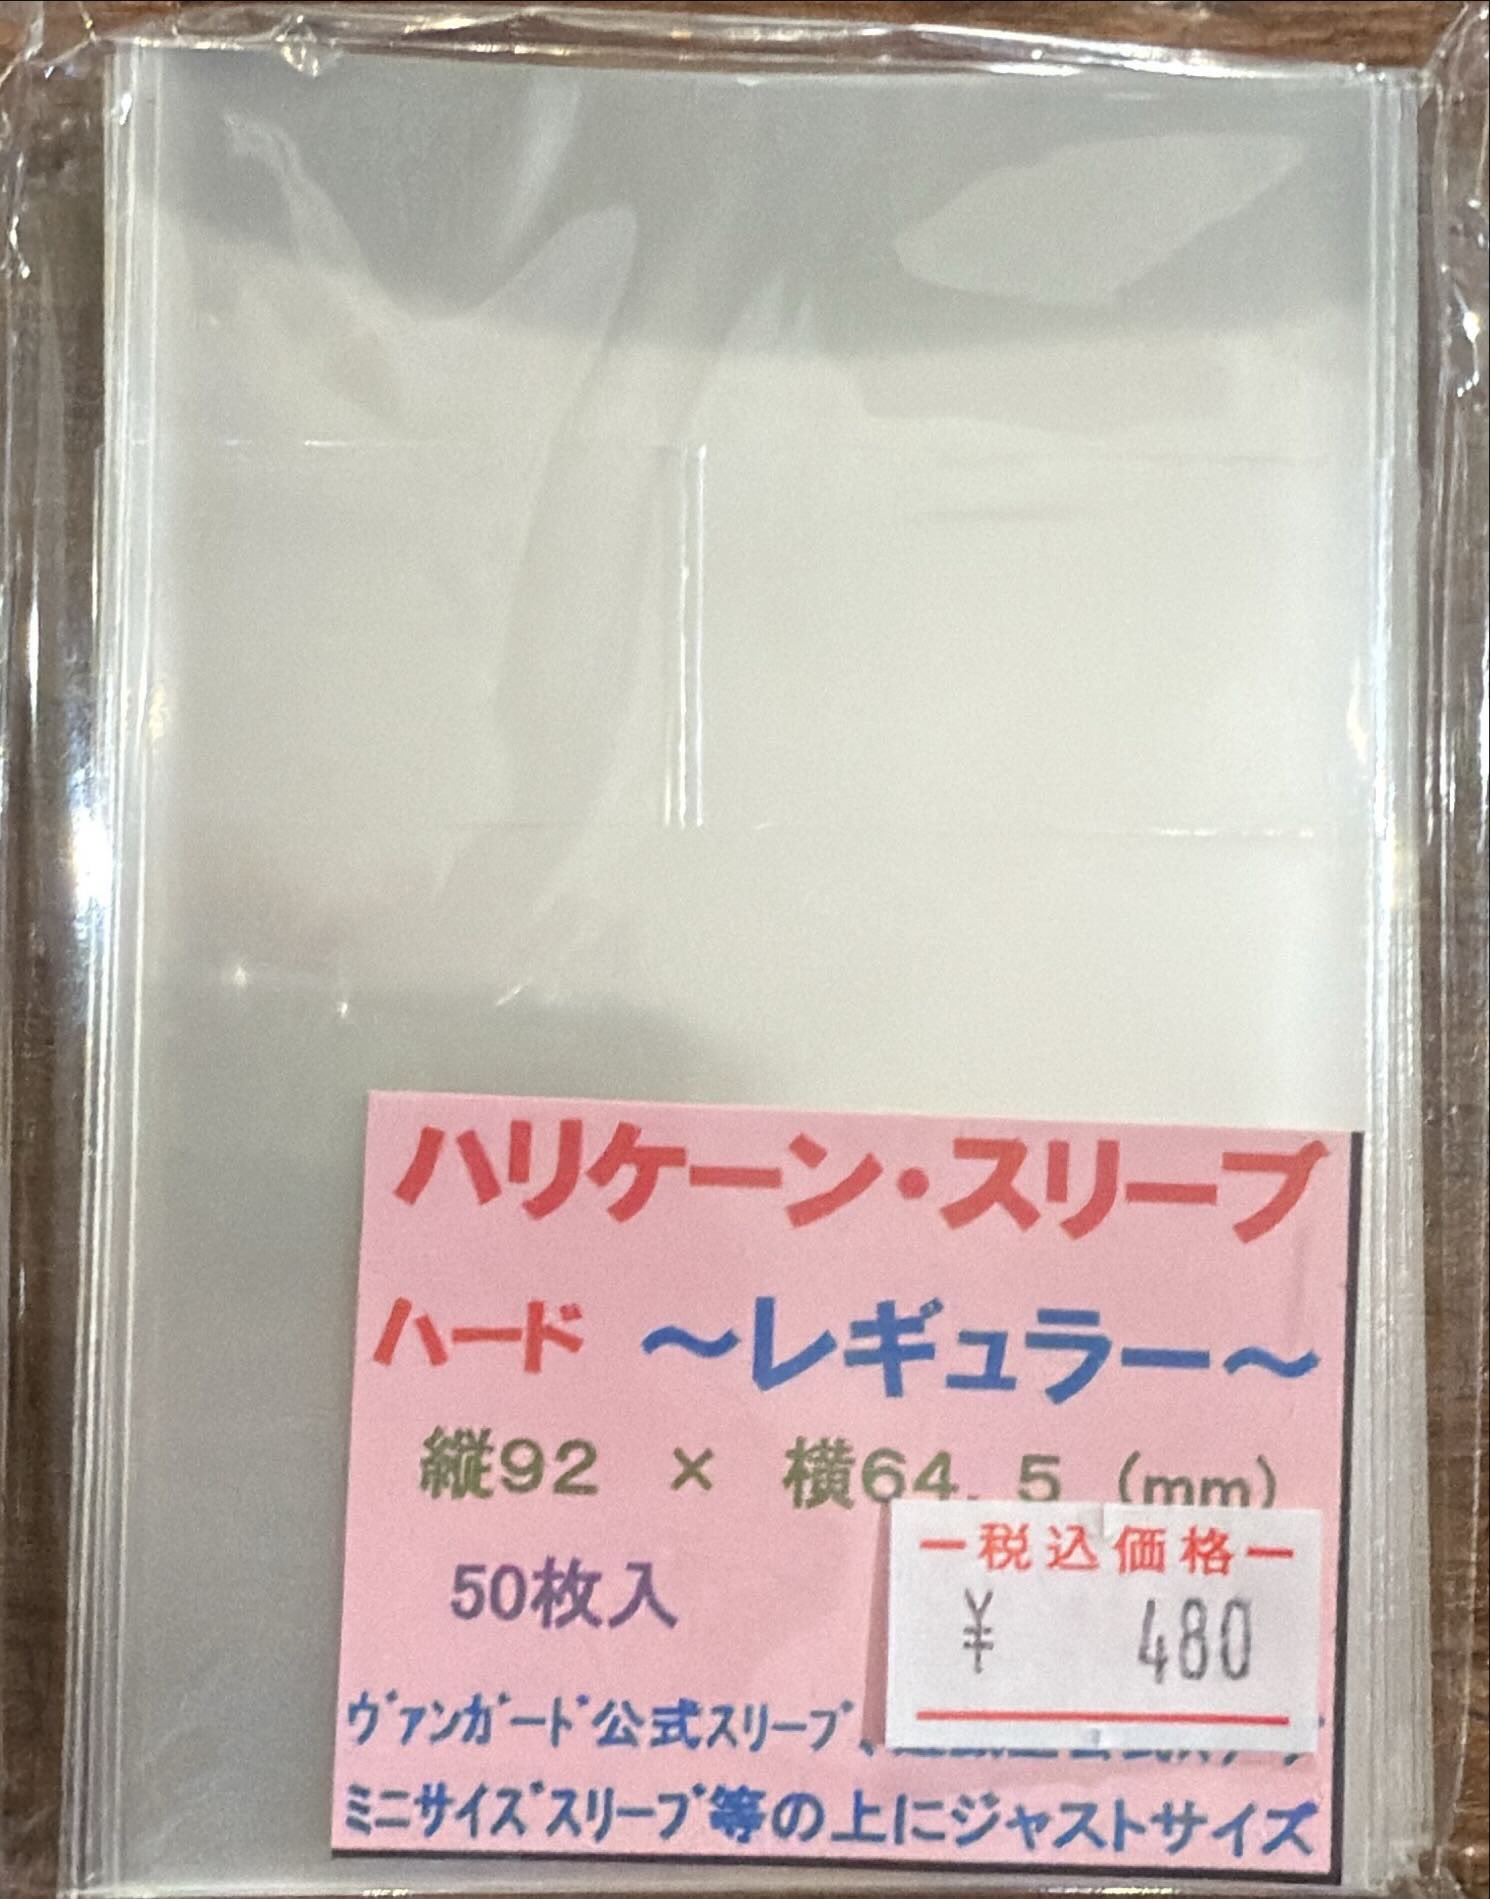 ハリケーン・スリーブ
ハード ～レギュラー～
縦92 × 横64.5 (mm)
50枚入
ー税込価格ー
¥ 480
ヴァンガード公式スリーブ、
ミニサイズスリーブ等の上にジャストサイズ